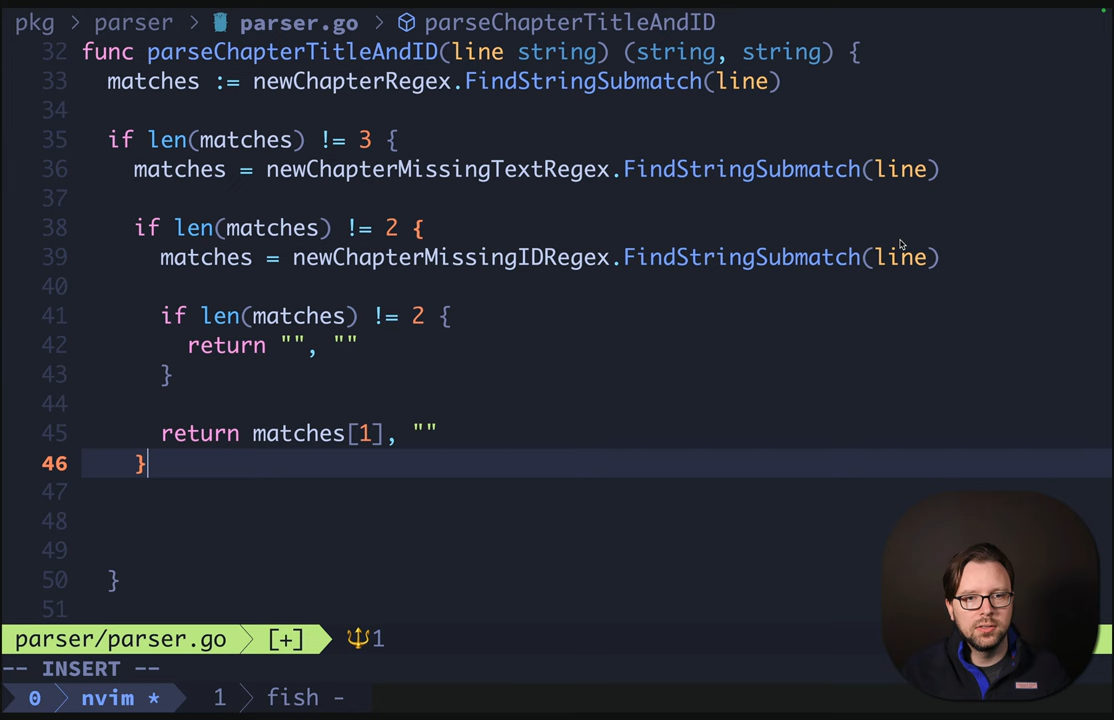 pkg > parser > parser.go > parseChapterTitleAndID
32 func parseChapterTitleAndID(line string) (string, string) {
33   matches := newChapterRegex.FindStringSubmatch(line)
34
35   if len(matches) != 3 {
36     matches = newChapterMissingTextRegex.FindStringSubmatch(line)
37
38     if len(matches) != 2 {
39       matches = newChapterMissingIDRegex.FindStringSubmatch(line)
40
41       if len(matches) != 2 {
42         return "", ""
43       }
44
45       return matches[1], ""
46     }
47
48
49
50   }
51
parser/parser.go [+] 1
-- INSERT --
0 nvim * 1 fish -